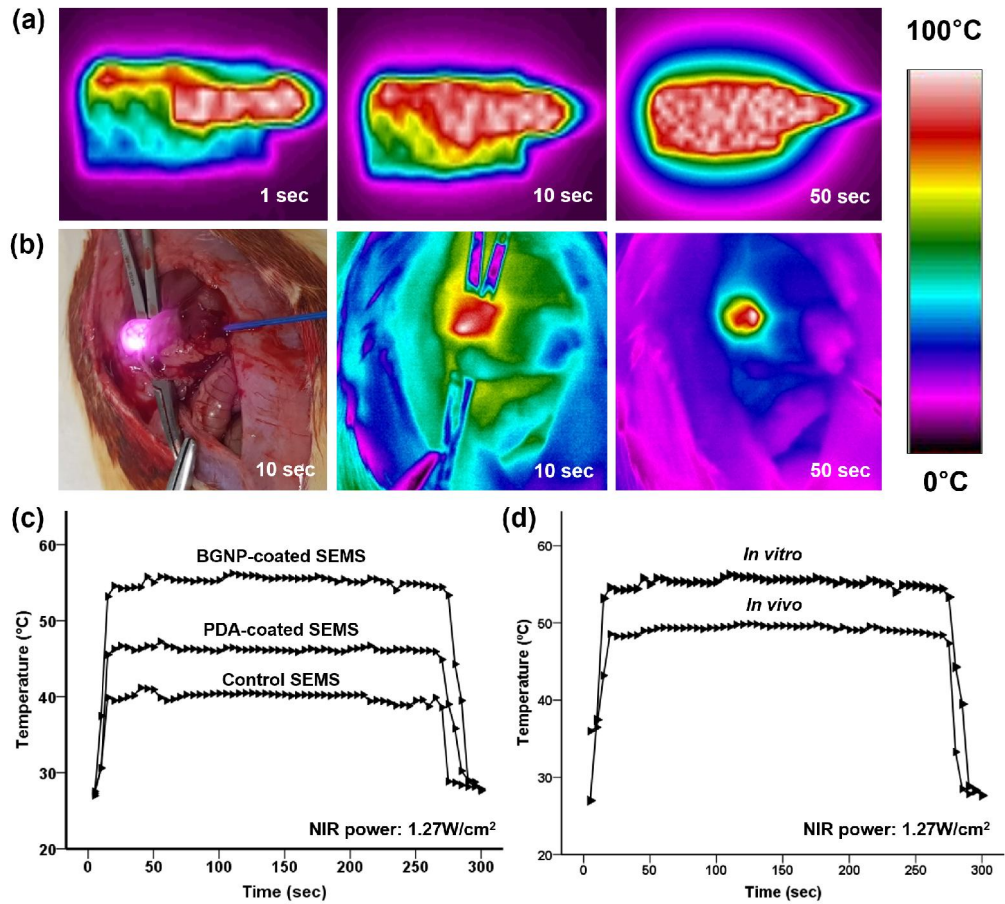 (a)
100°C
1 sec
10 sec
50 sec
(b)
10 sec
10 sec
50 sec
0°C
(c)
60
50
40
30
20
Temperature (°C)
BGNP-coated SEMS
PDA-coated SEMS
Control SEMS
NIR power: 1.27W/cm²
0
50
100
150
200
250
300
Time (sec)
(d)
60
50
40
30
20
Temperature (°C)
In vitro
In vivo
NIR power: 1.27W/cm²
0
50
100
150
200
250
300
Time (sec)